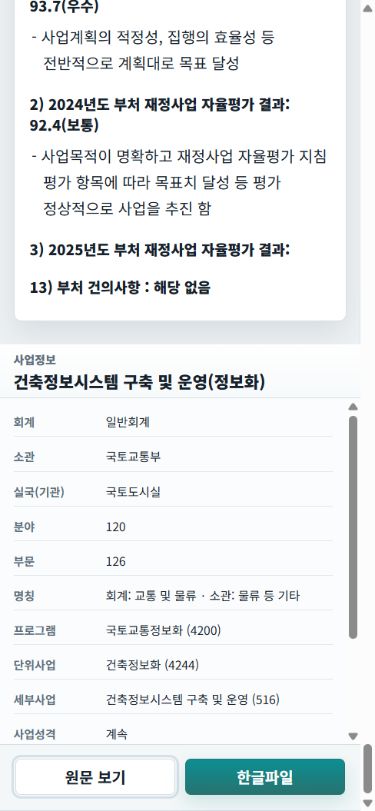 93.7(우수)
- 사업계획의 적정성, 집행의 효율성 등
전반적으로 계획대로 목표 달성
2) 2024년도 부처 재정사업 자율평가 결과:
92.4(보통)
- 사업목적이 명확하고 재정사업 자율평가 지침
평가 항목에 따라 목표치 달성 등 평가
정상적으로 사업을 추진 함
3) 2025년도 부처 재정사업 자율평가 결과:
13) 부처 건의사항 : 해당 없음
사업정보
건축정보시스템 구축 및 운영(정보화)
회계 일반회계
소관 국토교통부
실국(기관) 국토도시실
분야 120
부문 126
명칭 회계: 교통 및 물류 · 소관: 물류 등 기타
프로그램 국토교통정보화 (4200)
단위사업 건축정보화 (4244)
세부사업 건축정보시스템 구축 및 운영 (516)
사업성격 계속
원문 보기 한글파일